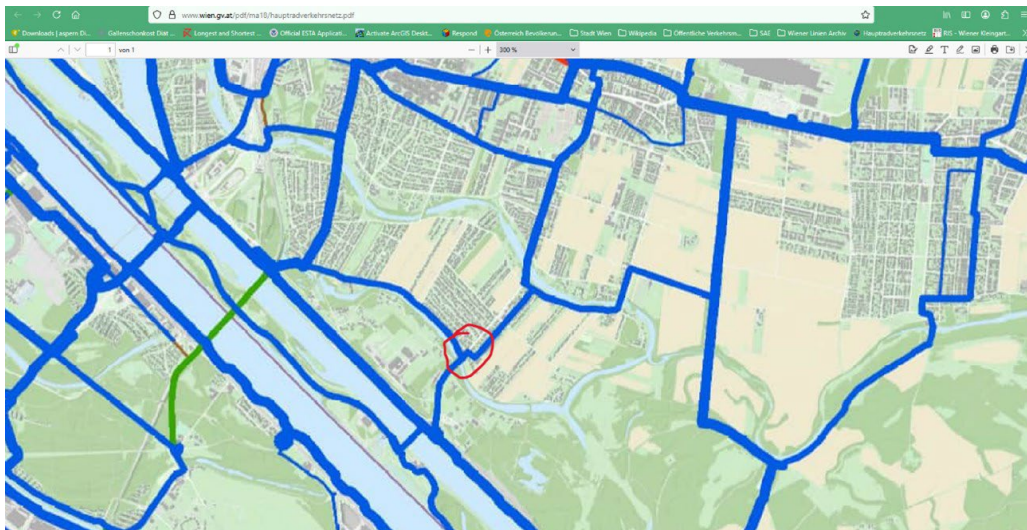 www.wien.gv.at/pdf/ma18/hauptradverkehrsnetz.pdf
Downloads | aspern Di... Gallenschonkost Diät ... Longest and Shortest ... Official ESTA Applicati... Activate ArcGIS Deskt... Respond Österreich Bevölkerun... Stadt Wien Wikipedia Öffentliche Verkehrsm... SAE Wiener Linien Archiv Hauptradverkehrsnetz RIS - Wiener Kleingart...
1 von 1 300 %